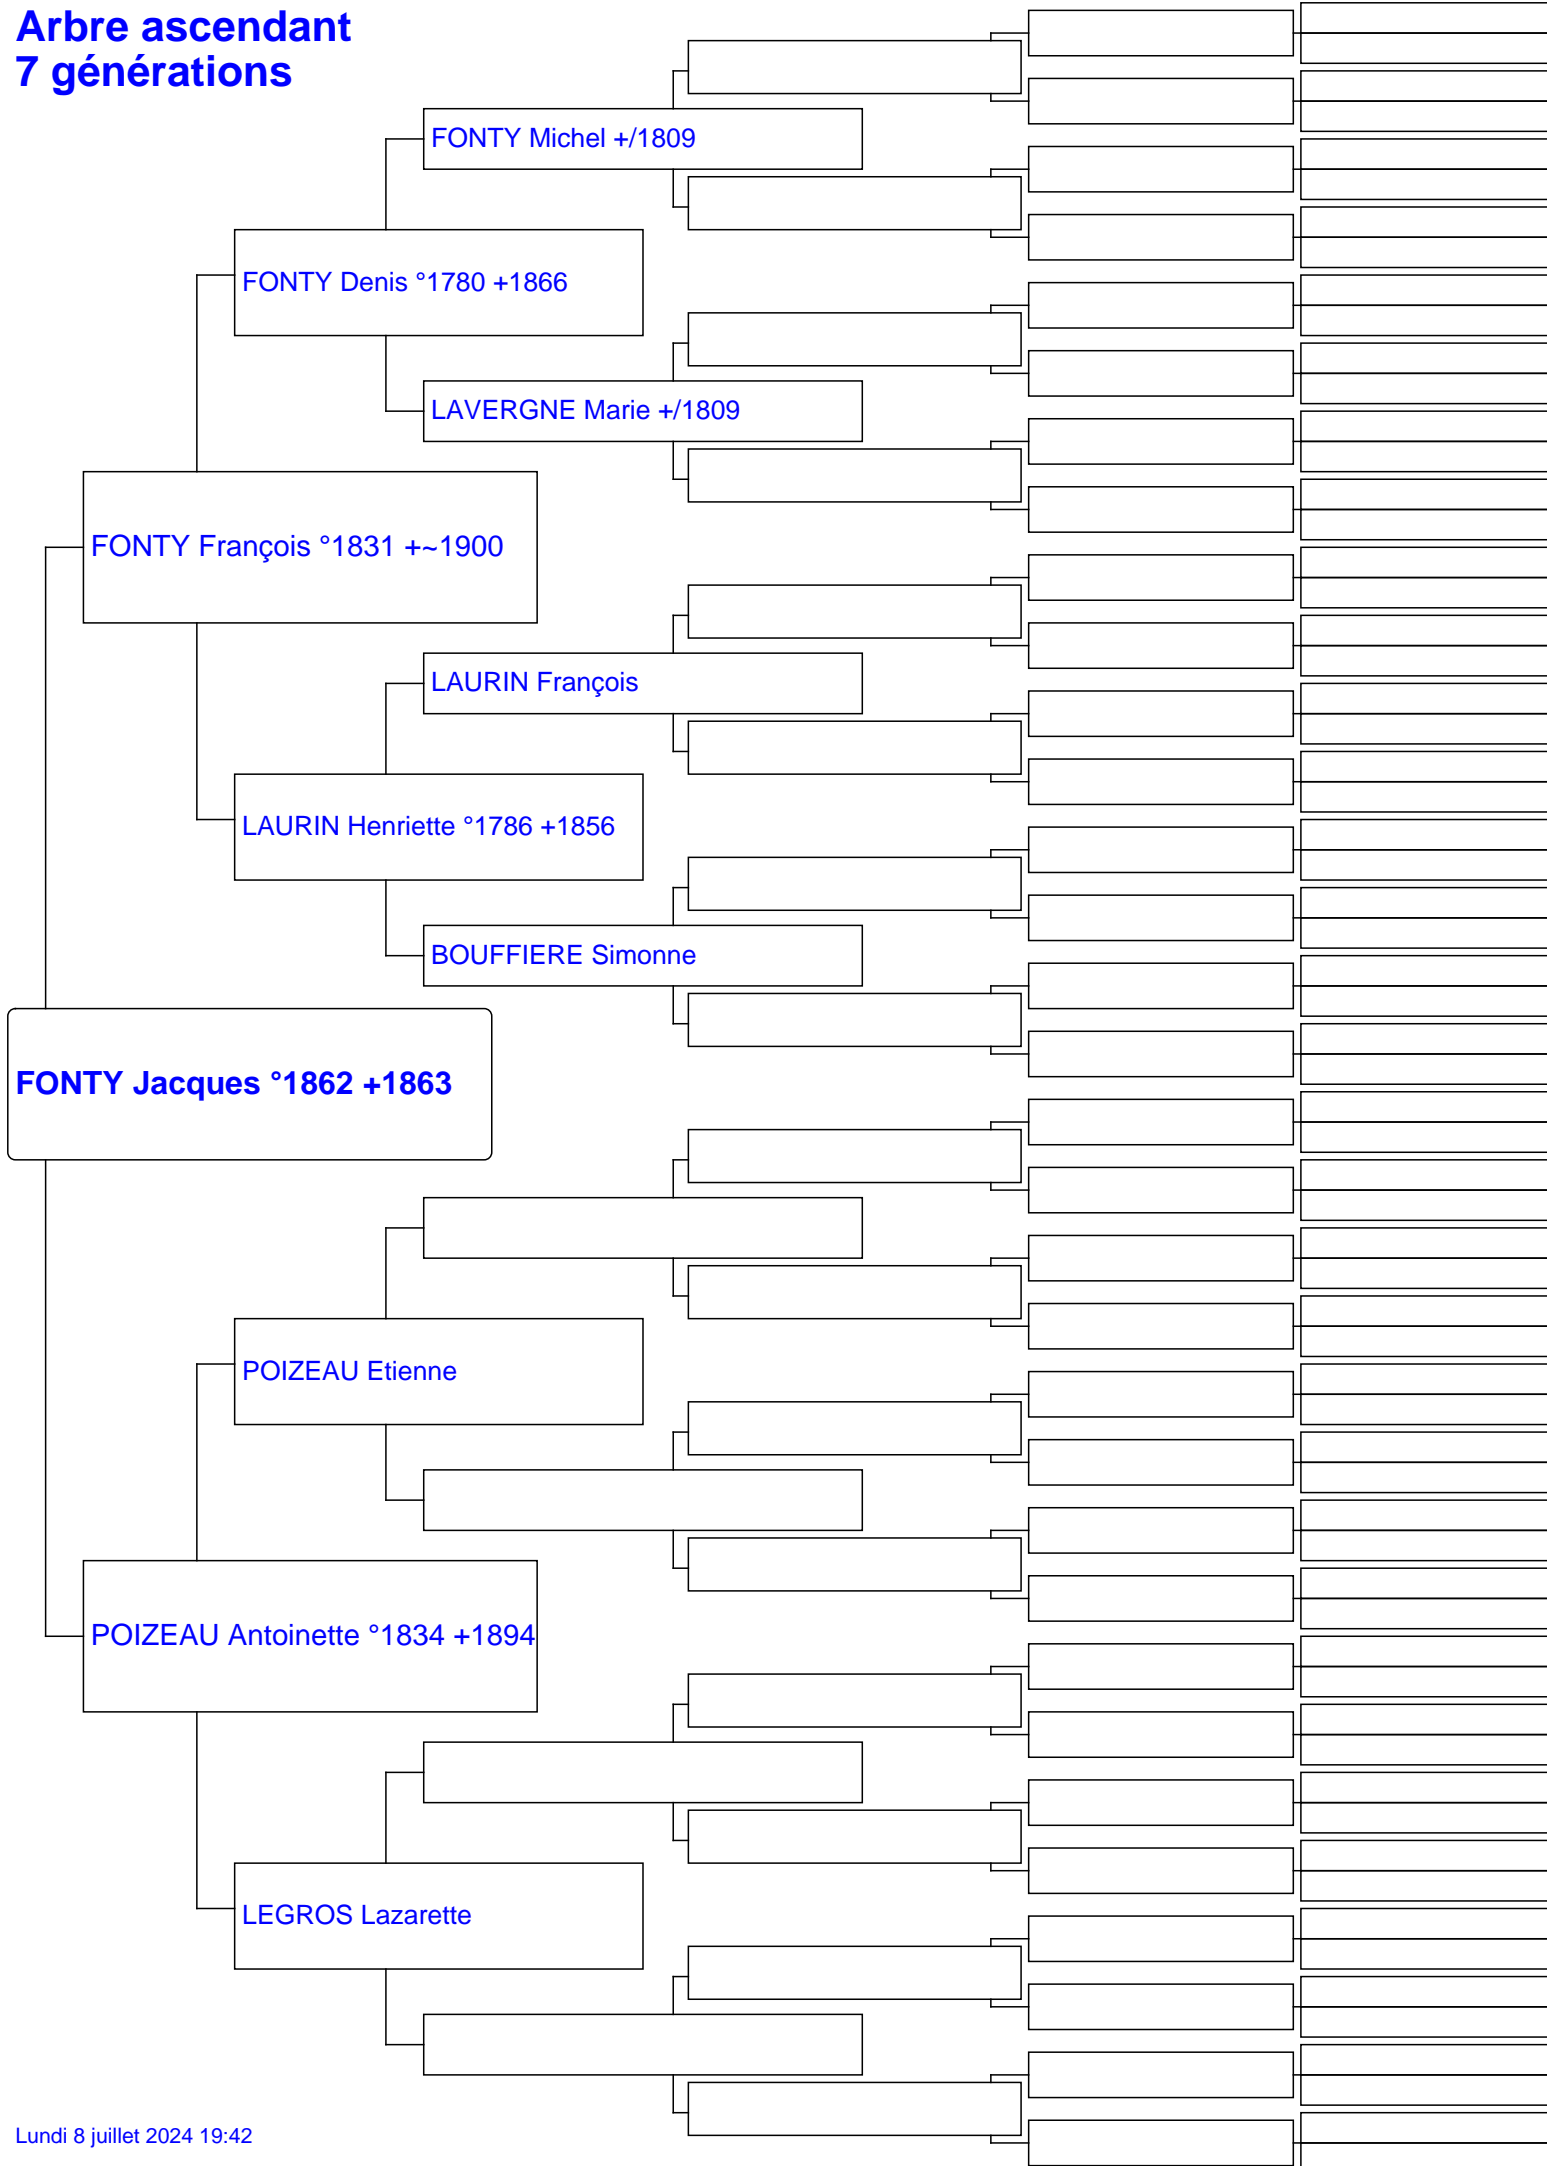 Arbre ascendant
7 générations
FONTY Michel +/1809
FONTY Denis °1780 +1866
LAVERGNE Marie +/1809
FONTY François °1831 +~1900
LAURIN François
LAURIN Henriette °1786 +1856
BOUFFIERE Simonne
FONTY Jacques °1862 +1863
POIZEAU Etienne
POIZEAU Antoinette °1834 +1894
LEGROS Lazarette
Lundi 8 juillet 2024 19:42